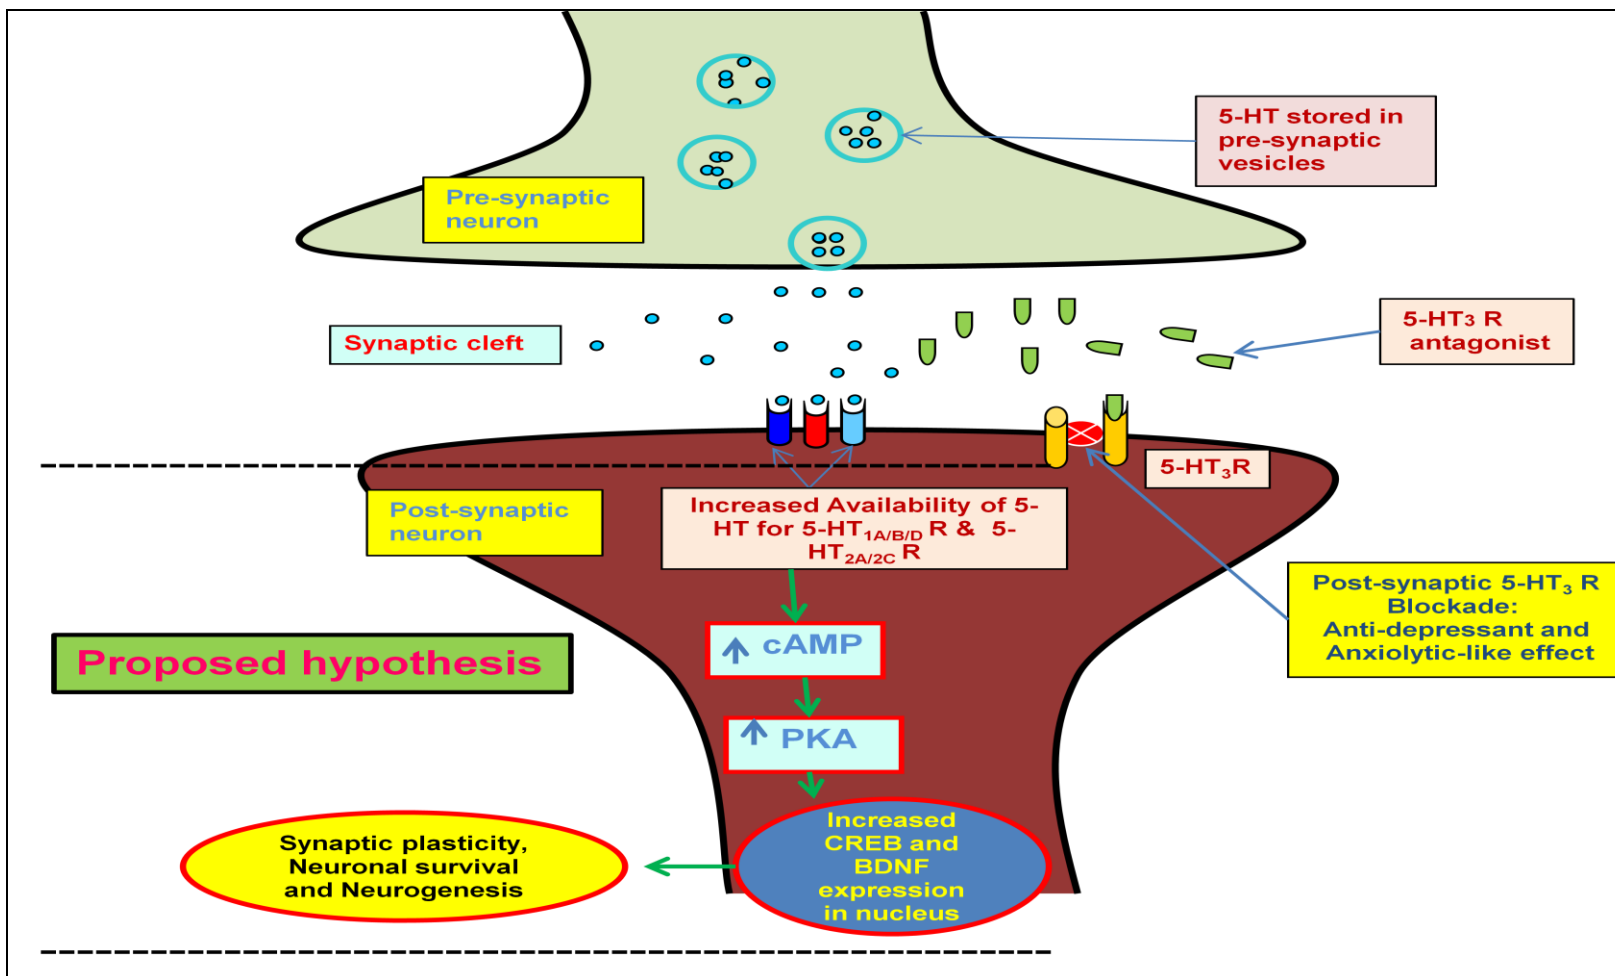 5-HT stored in
pre-synaptic
vesicles
Pre-synaptic
neuron
Synaptic cleft
5-HT3 R
antagonist
5-HT₃R
Post-synaptic
neuron
Increased Availability of 5-
HT for 5-HT₁A/B/D R & 5-
HT₂A/2C R
Post-synaptic 5-HT₃ R
Blockade:
Anti-depressant and
Anxiolytic-like effect
cAMP
Proposed hypothesis
PKA
Increased
CREB and
BDNF
expression
in nucleus
Synaptic plasticity,
Neuronal survival
and Neurogenesis